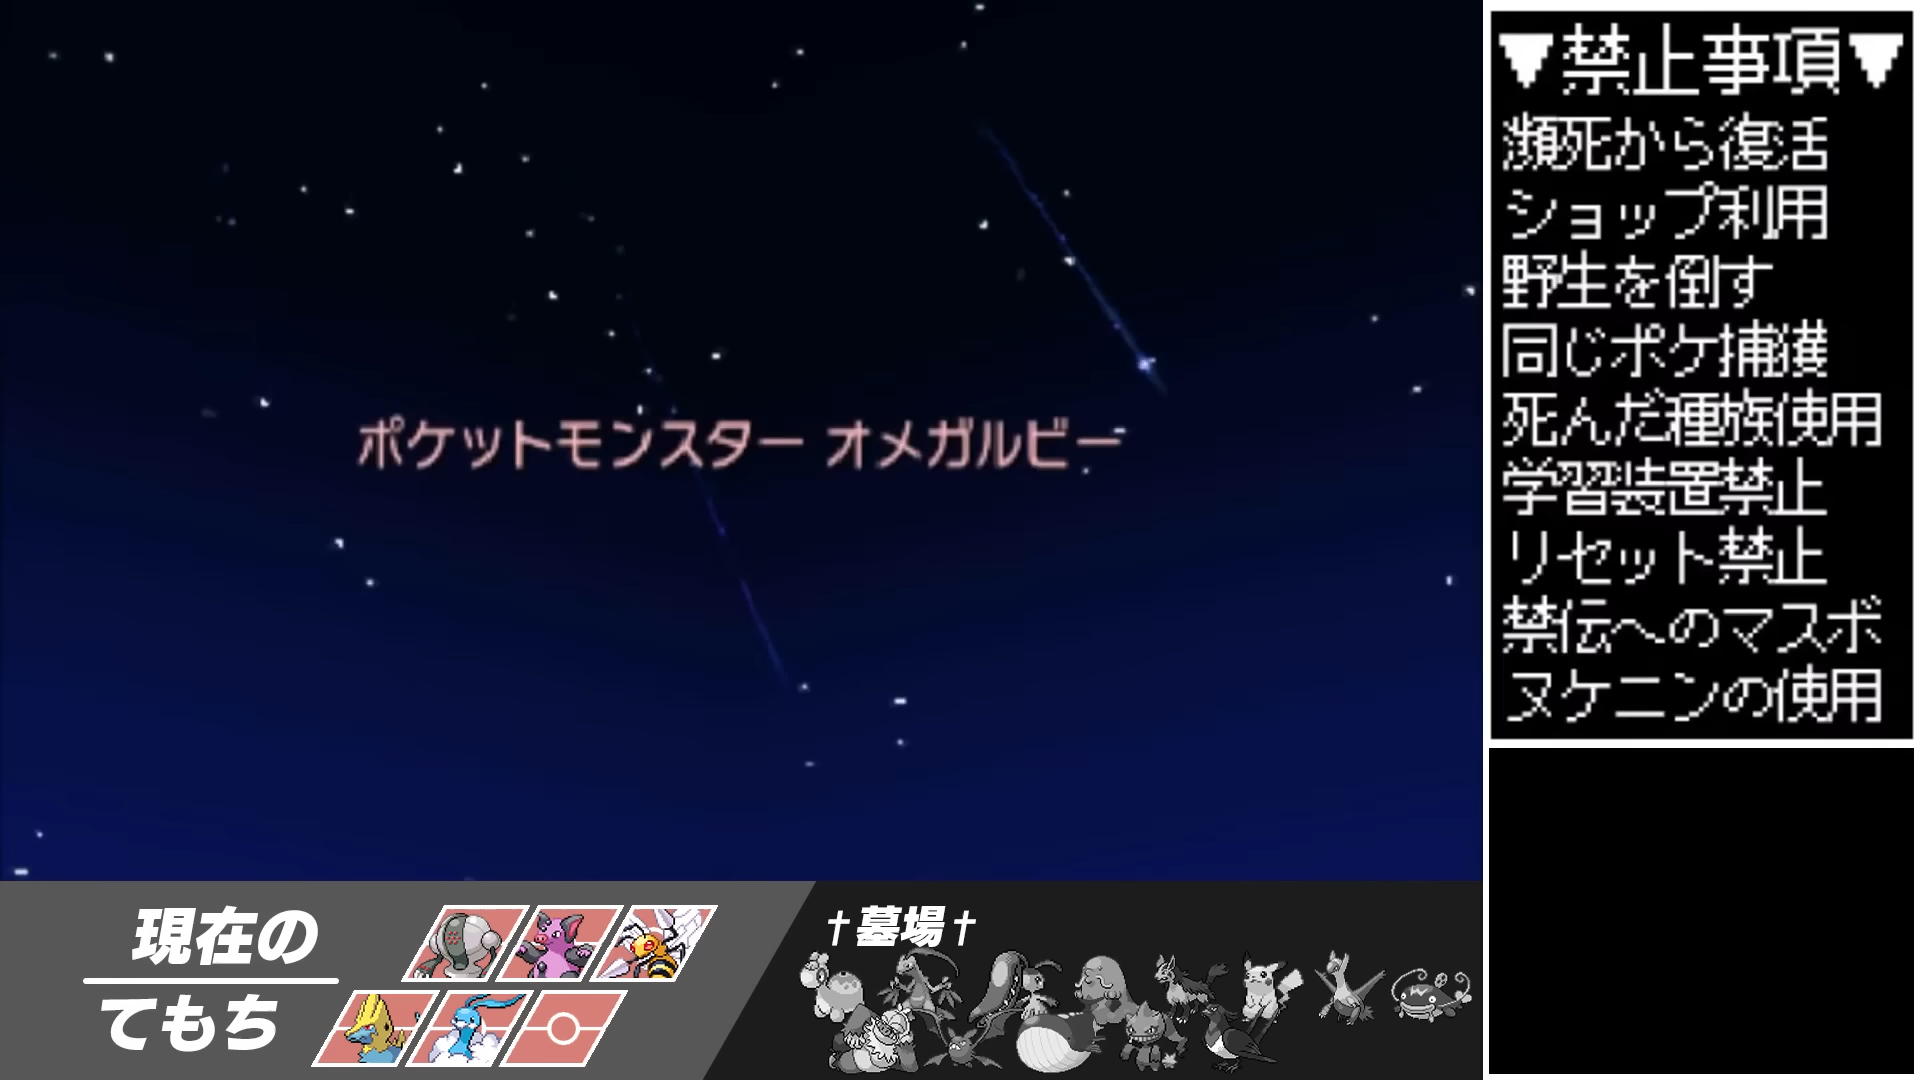 ポケットモンスター オメガルビー
▼禁止事項▼
瀕死から復活
ショップ利用
野生を倒す
同じポケ捕獲
死んだ種族使用
学習装置禁止
リセット禁止
禁伝へのマスボ
ヌケニンの使用
現在の
てもち
†墓場†